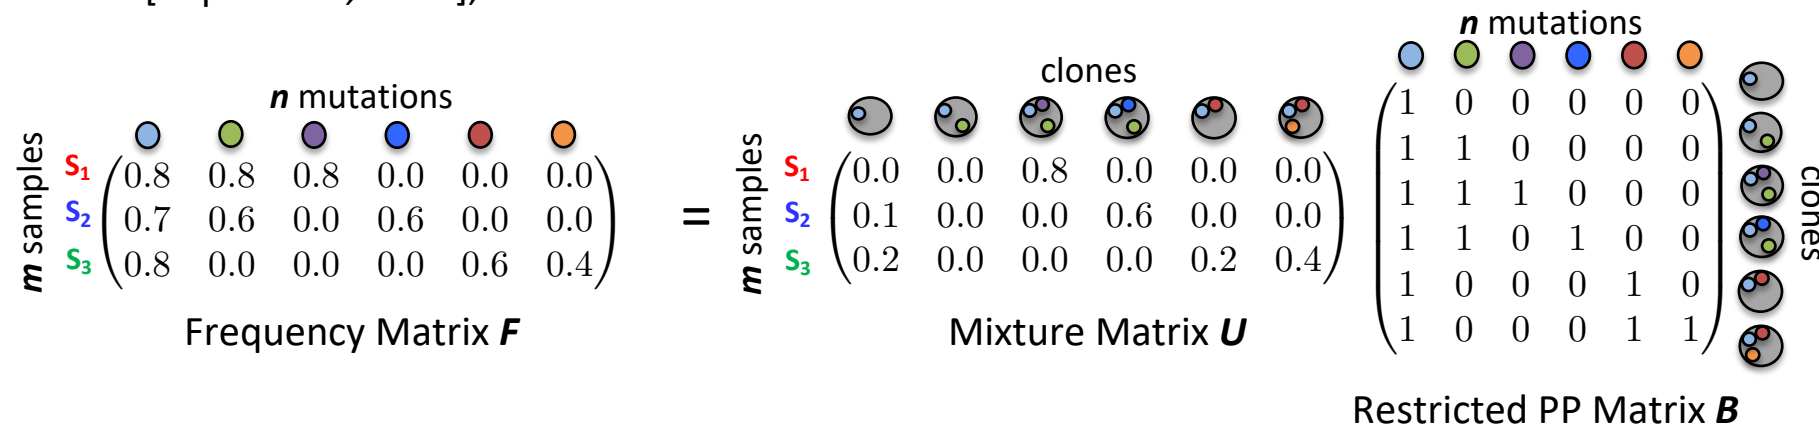 n mutations
m samples
S1 0.8 0.8 0.8 0.0 0.0 0.0
S2 0.7 0.6 0.0 0.6 0.0 0.0
S3 0.8 0.0 0.0 0.0 0.6 0.4
Frequency Matrix F
=
clones
m samples
S1 0.0 0.0 0.8 0.0 0.0 0.0
S2 0.1 0.0 0.0 0.6 0.0 0.0
S3 0.2 0.0 0.0 0.0 0.2 0.4
Mixture Matrix U
n mutations
1 0 0 0 0 0
1 1 0 0 0 0
1 1 1 0 0 0
1 1 0 1 0 0
1 0 0 0 1 0
1 0 0 0 1 1
clones
Restricted PP Matrix B